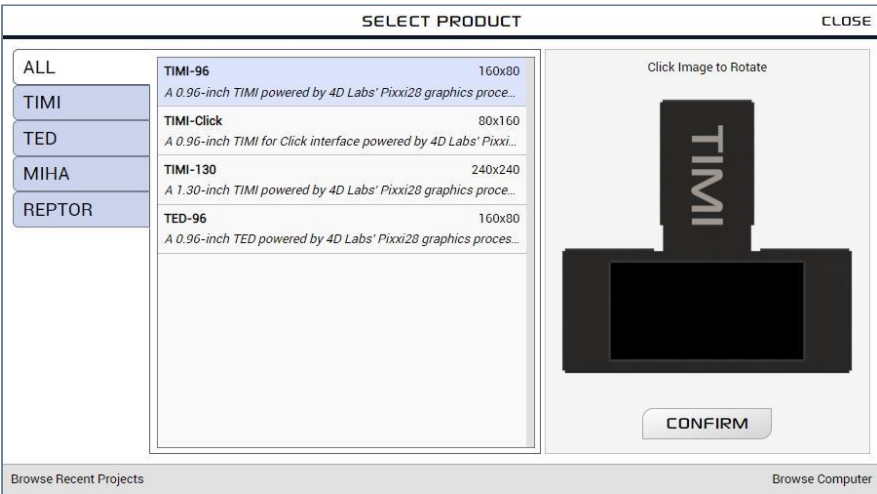 SELECT PRODUCT
CLOSE
ALL
TIMI
TED
MIHA
REPTOR
TIMI-96 160x80
A 0.96-inch TIMI powered by 4D Labs' Pixxi28 graphics proce...
TIMI-Click 80x160
A 0.96-inch TIMI for Click interface powered by 4D Labs' Pixxi...
TIMI-130 240x240
A 1.30-inch TIMI powered by 4D Labs' Pixxi28 graphics proce...
TED-96 160x80
A 0.96-inch TED powered by 4D Labs' Pixxi28 graphics proces...
Click Image to Rotate
TIMI
CONFIRM
Browse Recent Projects
Browse Computer